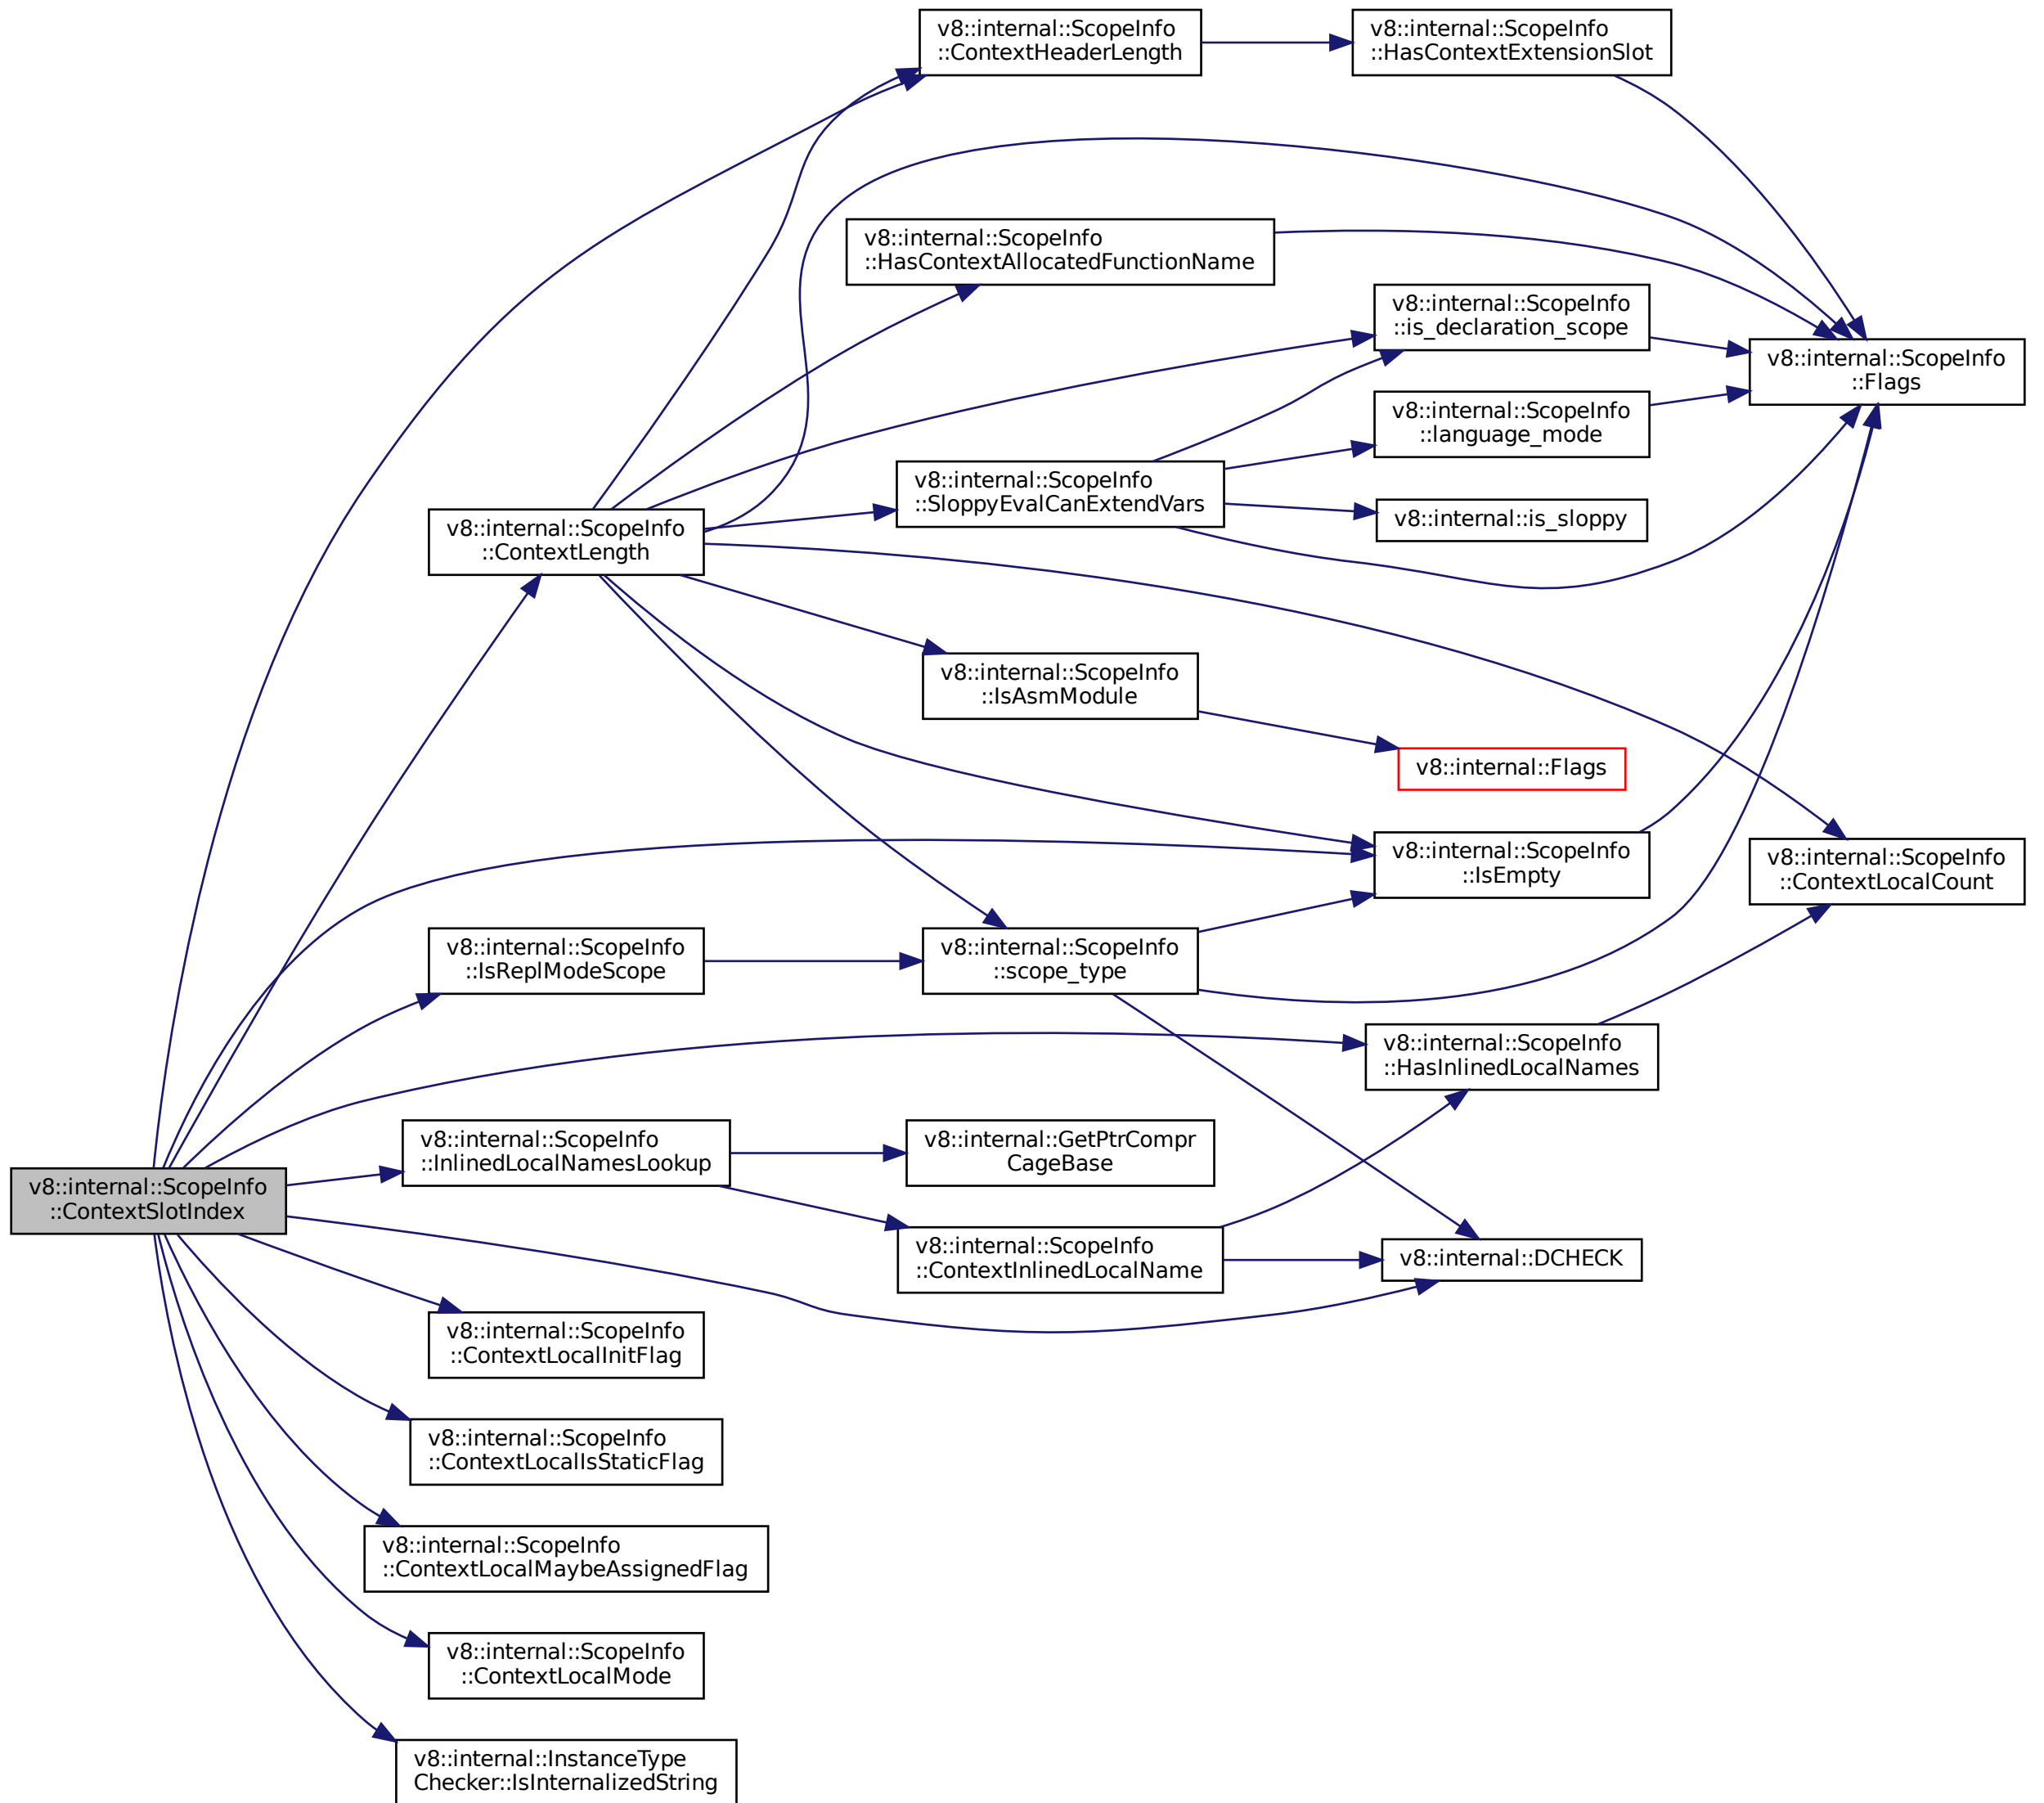 v8::internal::ScopeInfo
::ContextHeaderLength
v8::internal::ScopeInfo
::HasContextExtensionSlot
v8::internal::ScopeInfo
::HasContextAllocatedFunctionName
v8::internal::ScopeInfo
::is_declaration_scope
v8::internal::ScopeInfo
::Flags
v8::internal::ScopeInfo
::language_mode
v8::internal::ScopeInfo
::SloppyEvalCanExtendVars
v8::internal::is_sloppy
v8::internal::ScopeInfo
::ContextLength
v8::internal::ScopeInfo
::IsAsmModule
v8::internal::Flags
v8::internal::ScopeInfo
::IsEmpty
v8::internal::ScopeInfo
::ContextLocalCount
v8::internal::ScopeInfo
::IsReplModeScope
v8::internal::ScopeInfo
::scope_type
v8::internal::ScopeInfo
::HasInlinedLocalNames
v8::internal::ScopeInfo
::InlinedLocalNamesLookup
v8::internal::GetPtrCompr
CageBase
v8::internal::ScopeInfo
::ContextSlotIndex
v8::internal::ScopeInfo
::ContextInlinedLocalName
v8::internal::DCHECK
v8::internal::ScopeInfo
::ContextLocalInitFlag
v8::internal::ScopeInfo
::ContextLocalIsStaticFlag
v8::internal::ScopeInfo
::ContextLocalMaybeAssignedFlag
v8::internal::ScopeInfo
::ContextLocalMode
v8::internal::InstanceType
Checker::IsInternalizedString